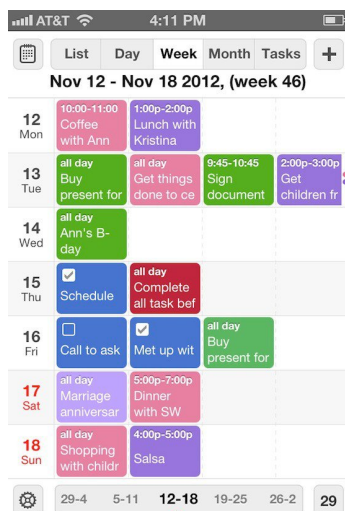 AT&T 4:11 PM
List Day Week Month Tasks +
Nov 12 - Nov 18 2012, (week 46)
12
Mon
10:00-11:00
Coffee
with Ann
1:00p-2:00p
Lunch with
Kristina
13
Tue
all day
Buy
present for
all day
Get things
done to ce
9:45-10:45
Sign
document
2:00p-3:00p
Get
children fr
14
Wed
all day
Ann's B-
day
15
Thu
Schedule
all day
Complete
all task bef
16
Fri
Call to ask
Met up wit
all day
Buy
present for
17
Sat
all day
Marriage
anniversar
5:00p-7:00p
Dinner
with SW
18
Sun
all day
Shopping
with childr
4:00p-5:00p
Salsa
29-4 5-11 12-18 19-25 26-2 29